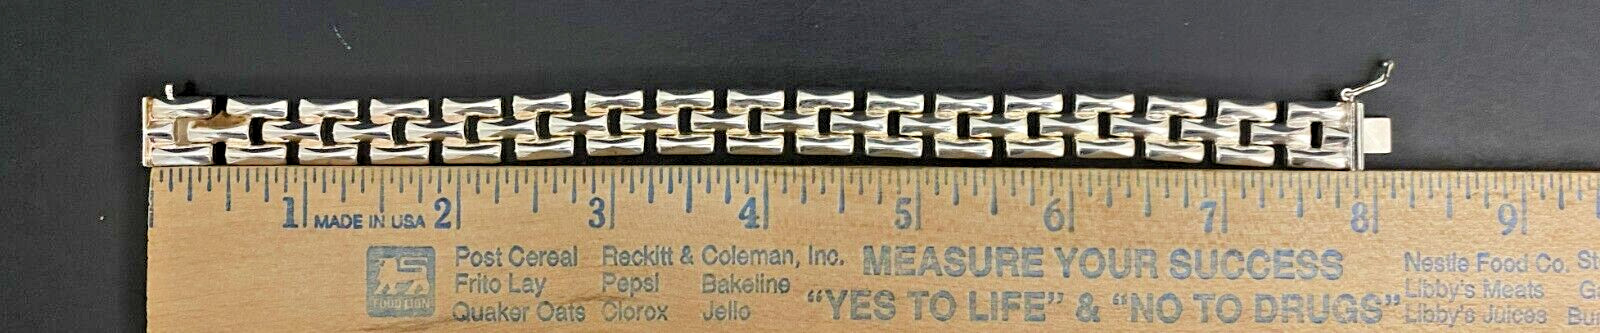 1 MADE IN USA 2 3 4 5 6 7 8 9
Post Cereal Reckitt & Coleman, Inc. MEASURE YOUR SUCCESS Nestle Food Co.
Frito Lay Pepsi Bakeline "YES TO LIFE" & "NO TO DRUGS" Libby's Meats
FOOD LION Quaker Oats Clorox Jello Libby's Juices